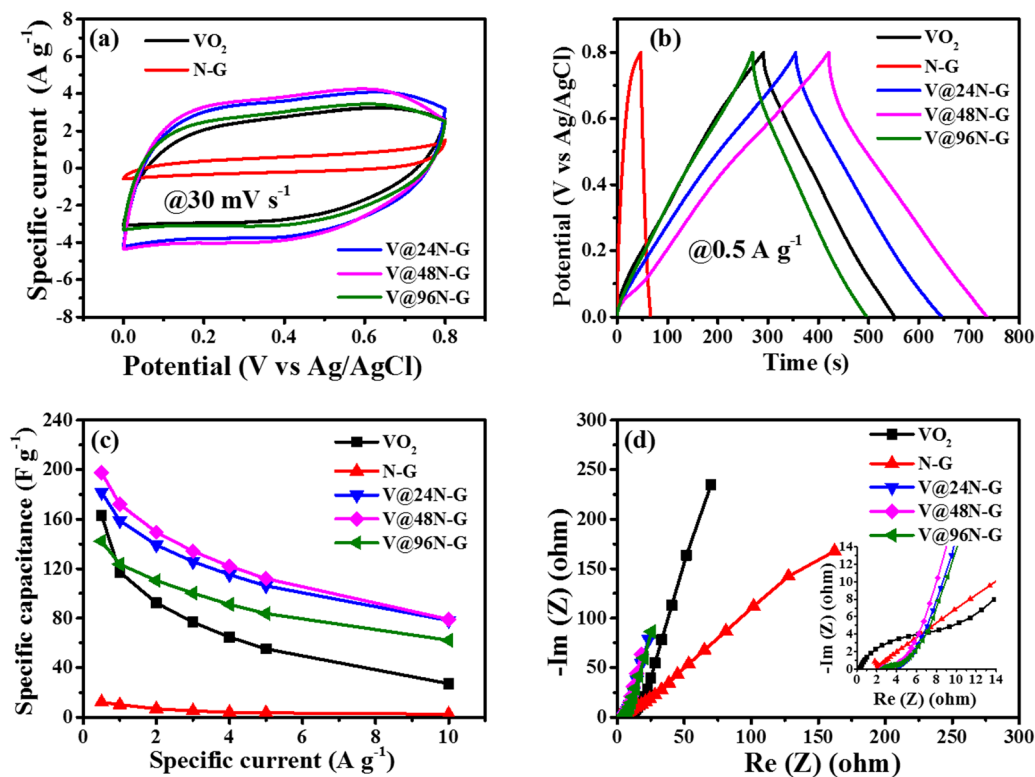 (a)
VO₂
N-G
@30 mV s⁻¹
V@24N-G
V@48N-G
V@96N-G
Specific current (A g⁻¹)
8
6
4
2
0
-2
-4
-6
-8
0.0 0.2 0.4 0.6 0.8
Potential (V vs Ag/AgCl)
(b)
VO₂
N-G
V@24N-G
V@48N-G
V@96N-G
@0.5 A g⁻¹
Potential (V vs Ag/AgCl)
0.8
0.6
0.4
0.2
0.0
0 100 200 300 400 500 600 700 800
Time (s)
(c)
VO₂
N-G
V@24N-G
V@48N-G
V@96N-G
Specific capacitance (F g⁻¹)
240
200
160
120
80
40
0
0 2 4 6 8 10
Specific current (A g⁻¹)
(d)
VO₂
N-G
V@24N-G
V@48N-G
V@96N-G
-Im (Z) (ohm)
300
250
200
150
100
50
0
0 50 100 150 200 250 300
Re (Z) (ohm)
-Im (Z) (ohm)
14
12
10
8
6
4
2
0
0 2 4 6 8 10 12 14
Re (Z) (ohm)